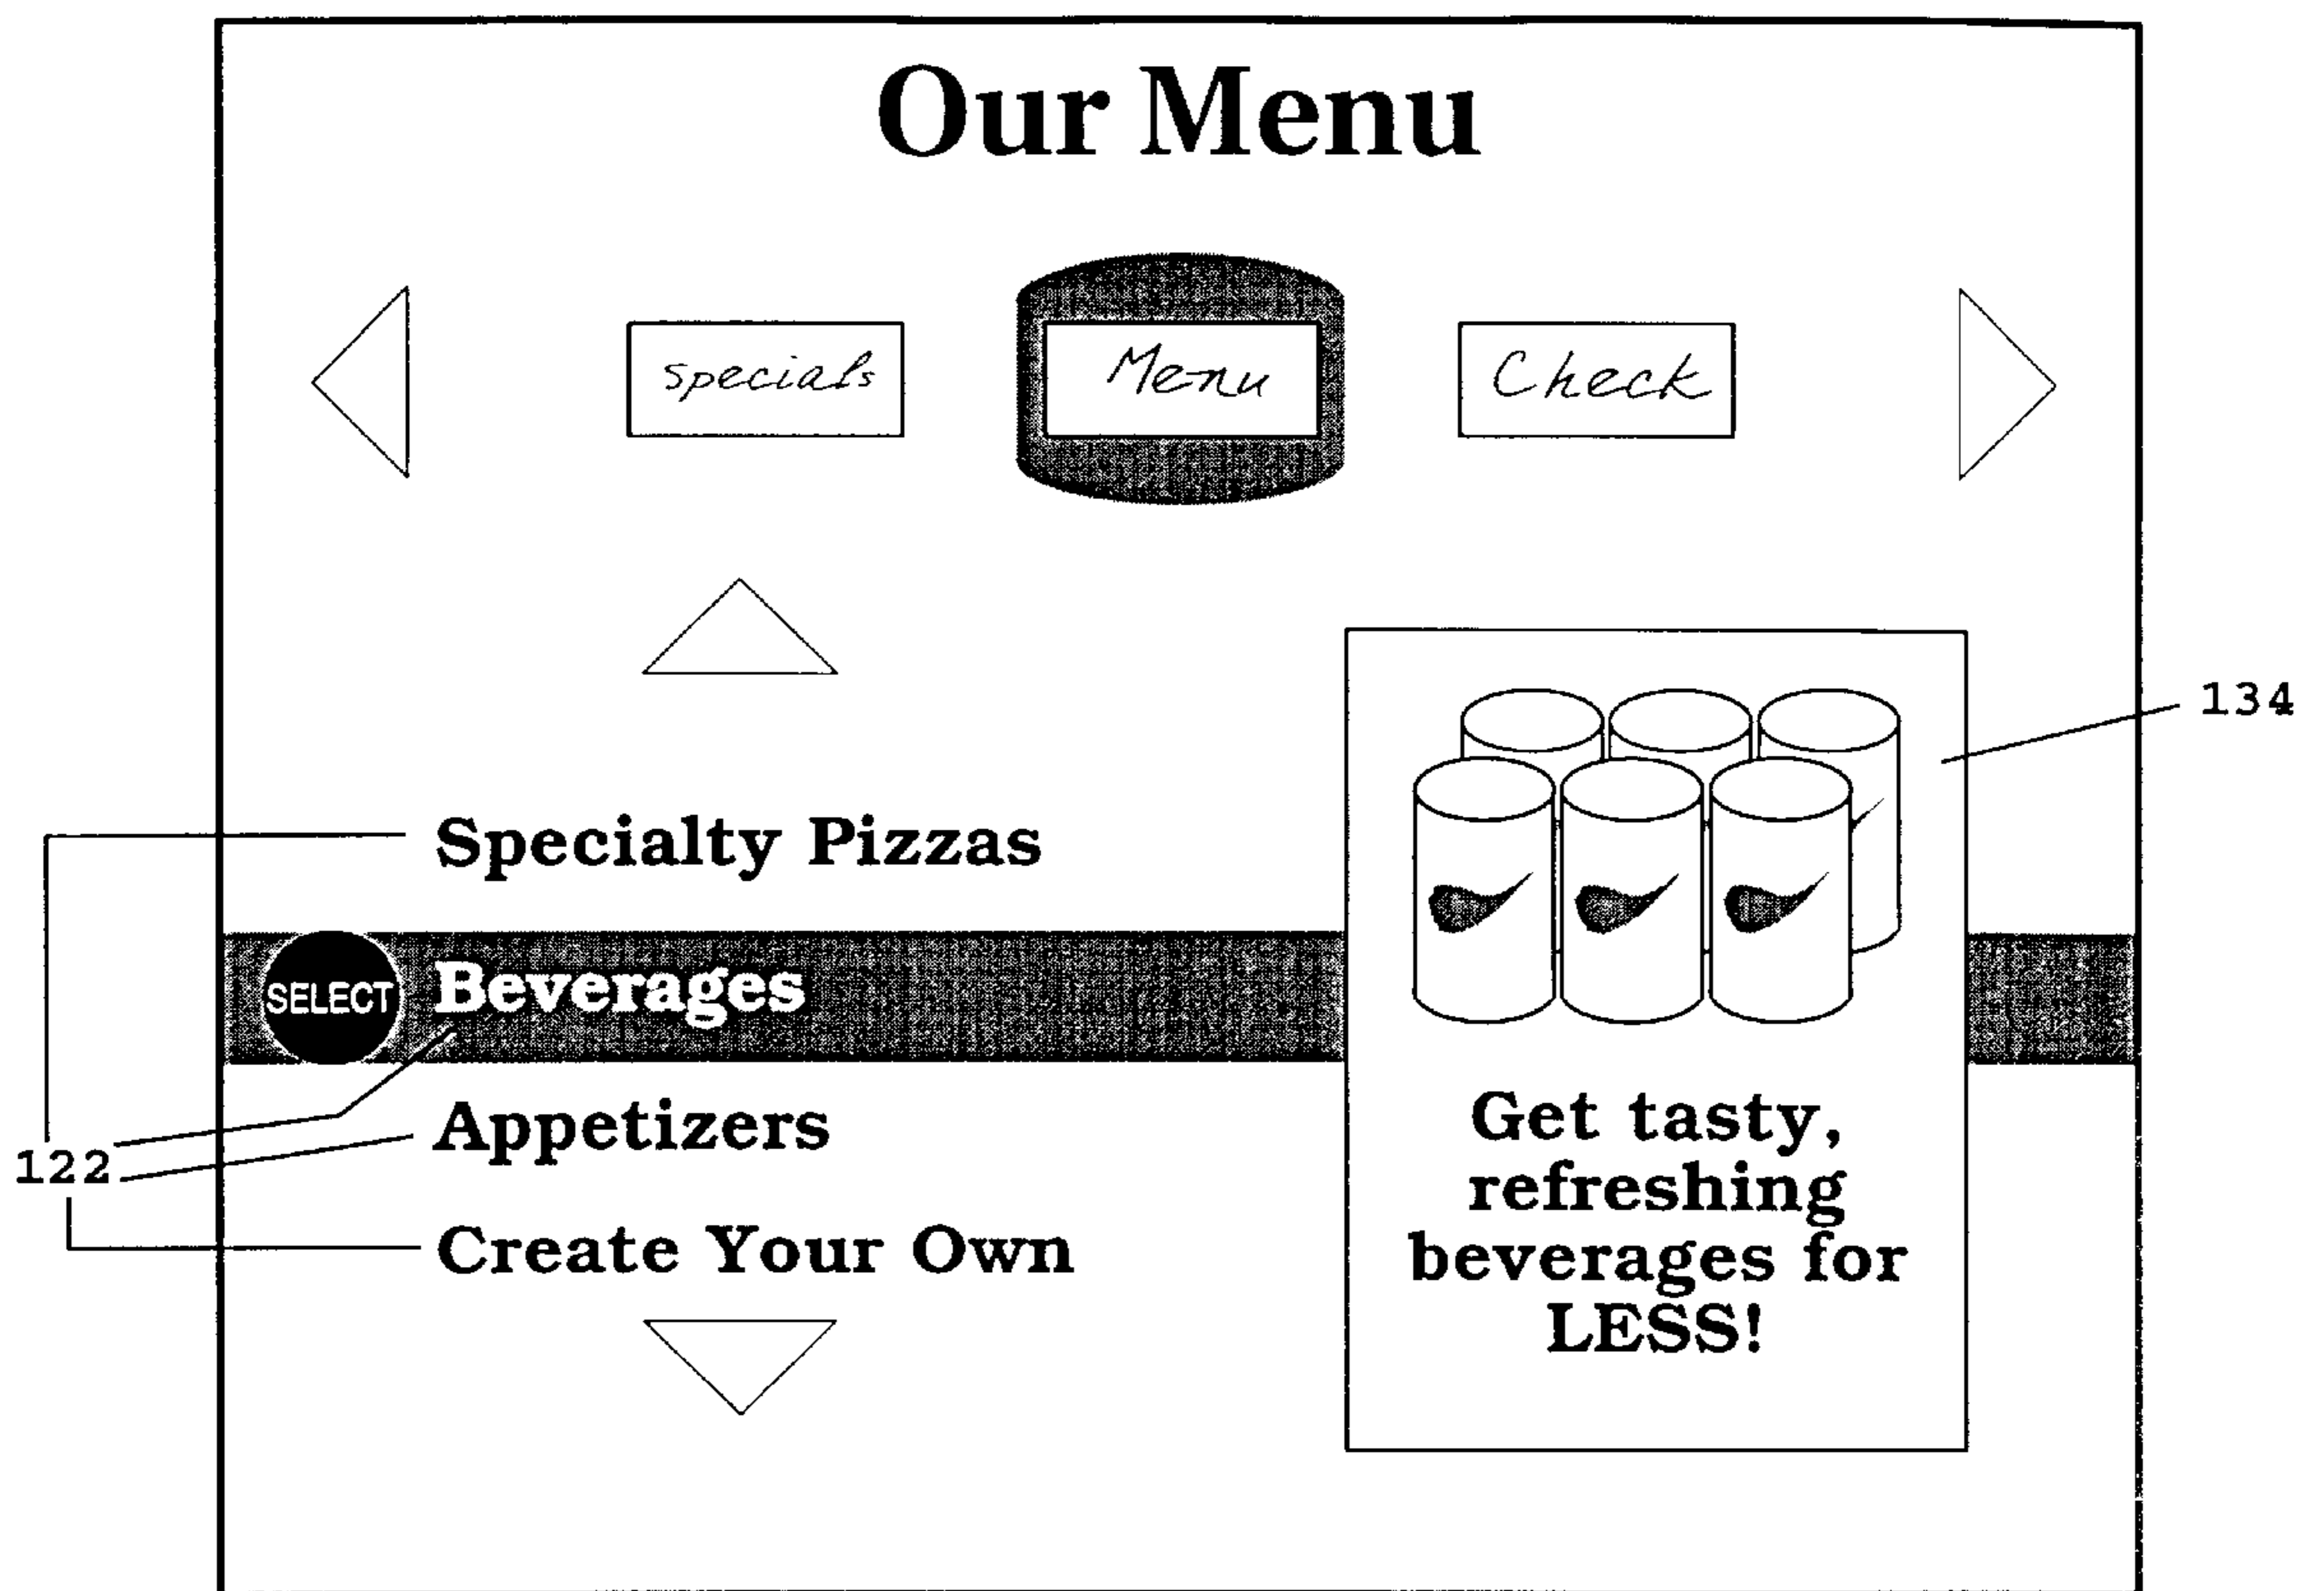 Our Menu
specials
Menu
Check
134
Specialty Pizzas
SELECT Beverages
Appetizers
122
Create Your Own
Get tasty,
refreshing
beverages for
LESS!